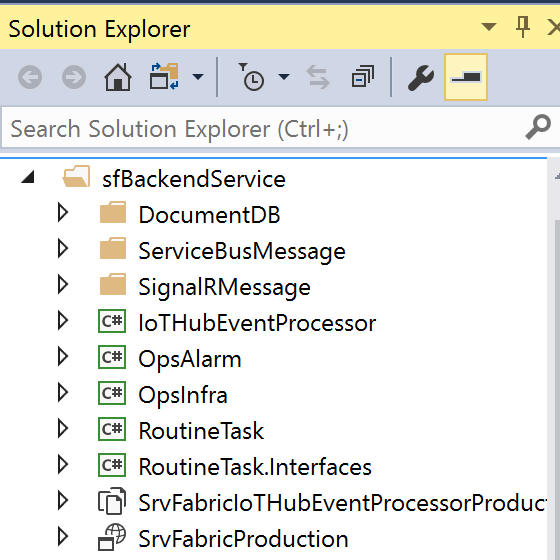 Solution Explorer
Search Solution Explorer (Ctrl+;)
sfBackendService
DocumentDB
ServiceBusMessage
SignalRMessage
C# IoTHubEventProcessor
C# OpsAlarm
C# OpsInfra
C# RoutineTask
C# RoutineTask.Interfaces
SrvFabricIoTHubEventProcessorProduct
SrvFabricProduction